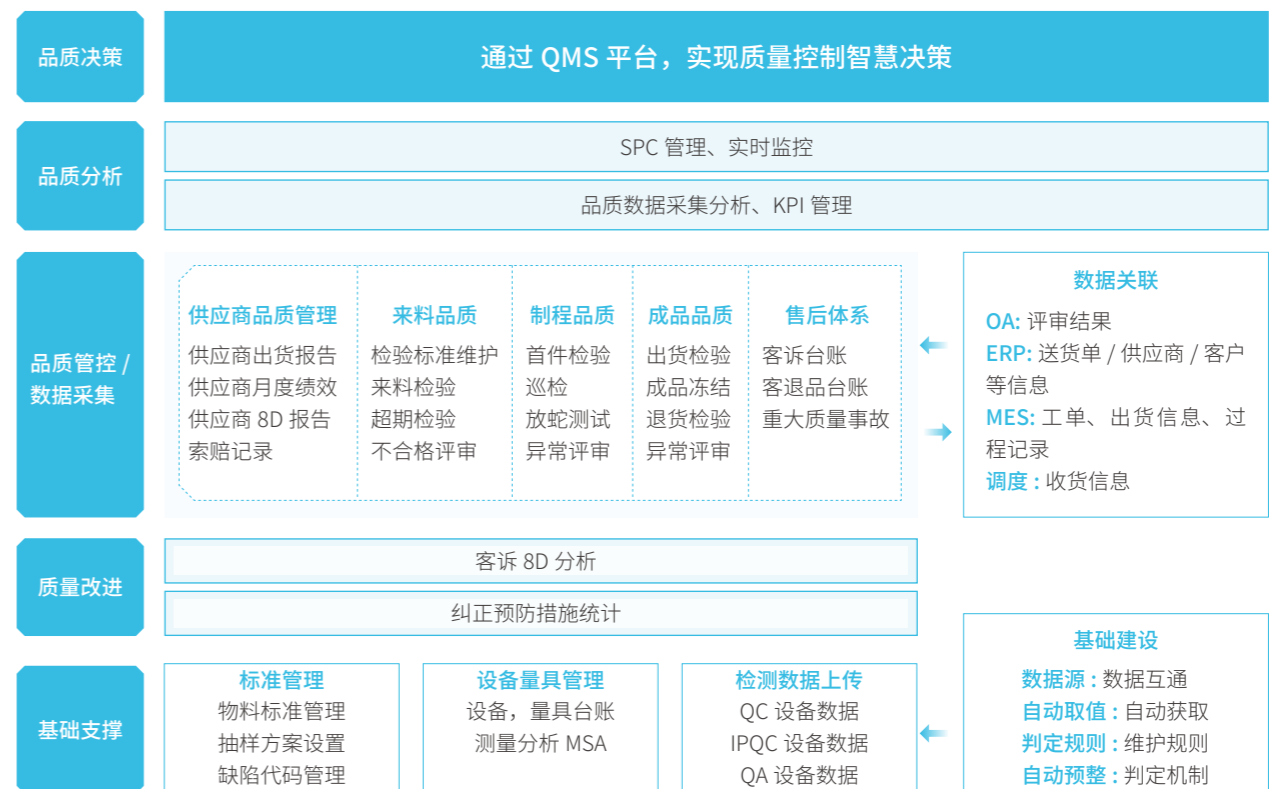 品质决策
通过 QMS 平台，实现质量控制智慧决策
品质分析
SPC 管理、实时监控
品质数据采集分析、KPI 管理
品质管控 /
数据采集
供应商品质管理
供应商出货报告
供应商月度绩效
供应商 8D 报告
索赔记录
来料品质
检验标准维护
来料检验
超期检验
不合格评审
制程品质
首件检验
巡检
放蛇测试
异常评审
成品品质
出货检验
成品冻结
退货检验
异常评审
售后体系
客诉台账
客退品台账
重大质量事故
数据关联
OA: 评审结果
ERP: 送货单 / 供应商 / 客户
等信息
MES: 工单、出货信息、过
程记录
调度 : 收货信息
质量改进
客诉 8D 分析
纠正预防措施统计
基础支撑
标准管理
物料标准管理
抽样方案设置
缺陷代码管理
设备量具管理
设备，量具台账
测量分析 MSA
检测数据上传
QC 设备数据
IPQC 设备数据
QA 设备数据
基础建设
数据源 : 数据互通
自动取值 : 自动获取
判定规则 : 维护规则
自动预整 : 判定机制